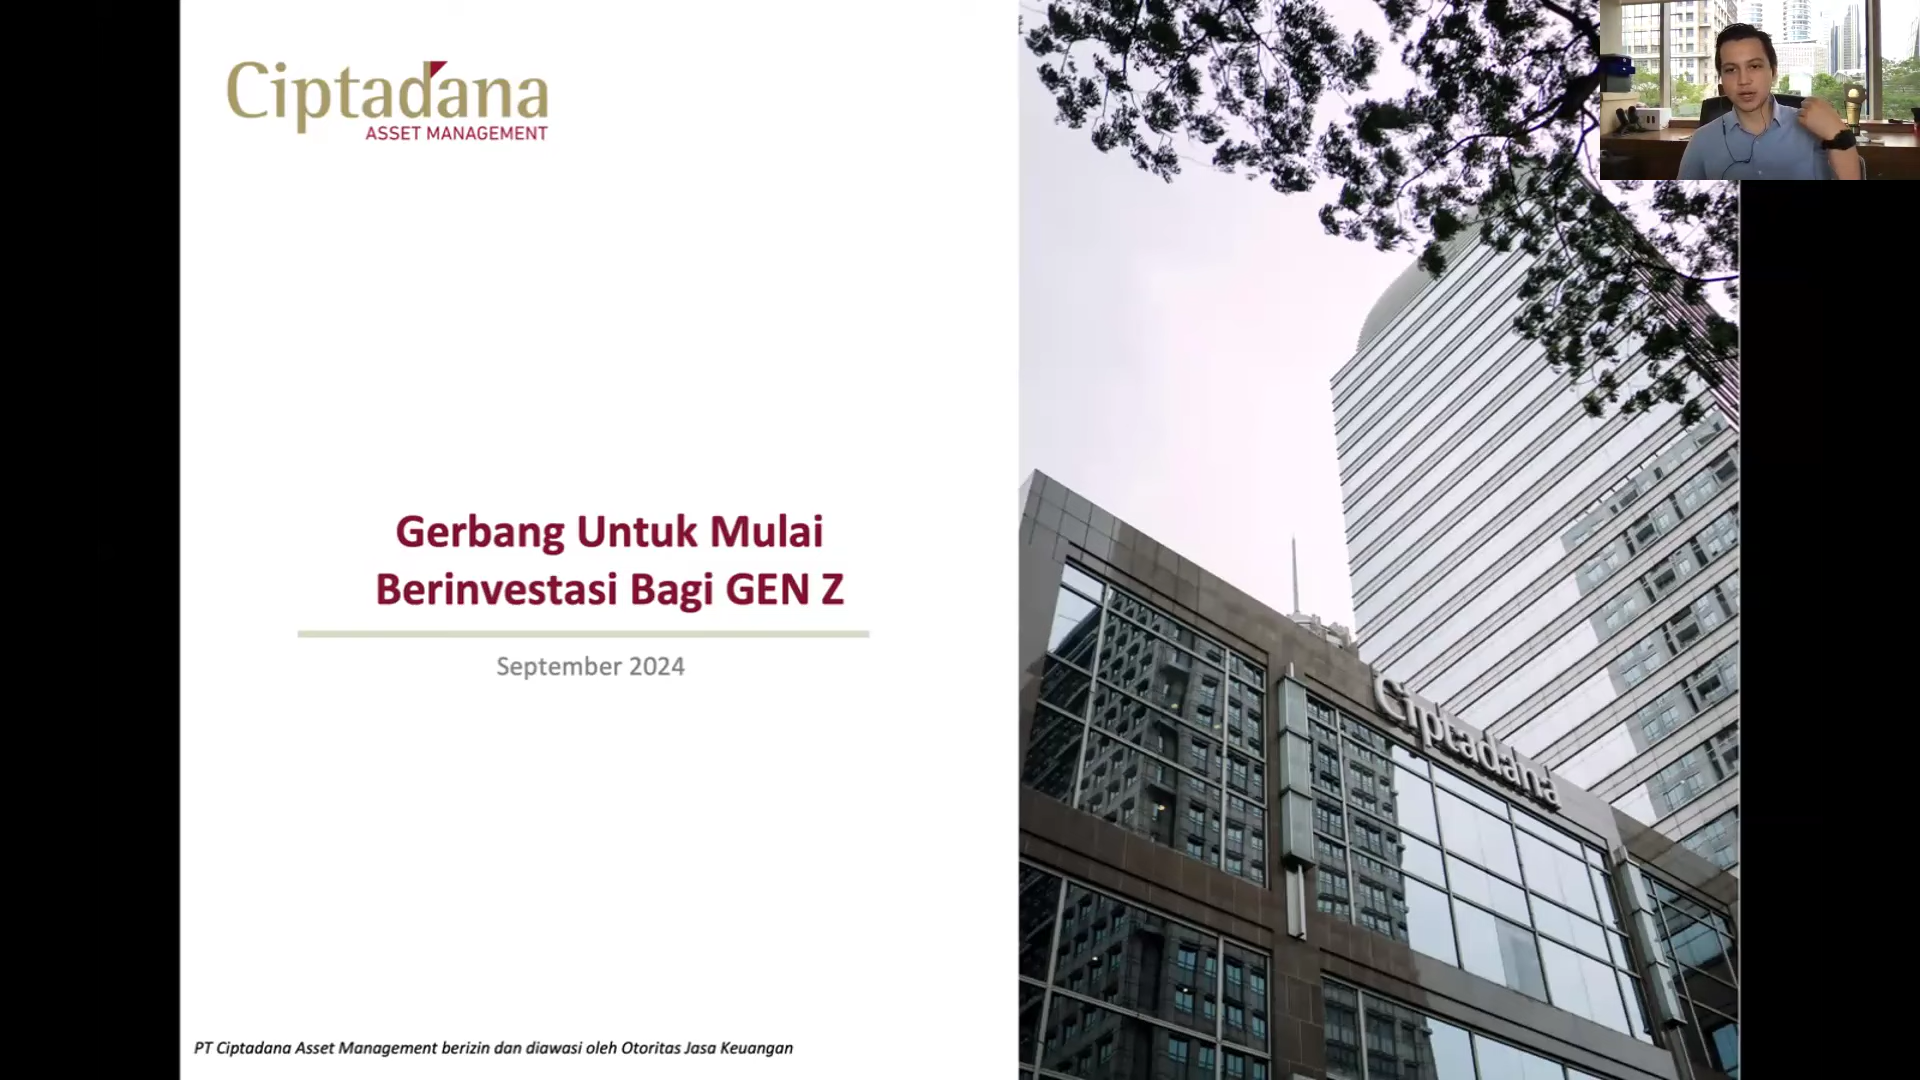 Ciptadana
ASSET MANAGEMENT
Gerbang Untuk Mulai
Berinvestasi Bagi GEN Z
September 2024
Ciptadana
PT Ciptadana Asset Management berizin dan diawasi oleh Otoritas Jasa Keuangan